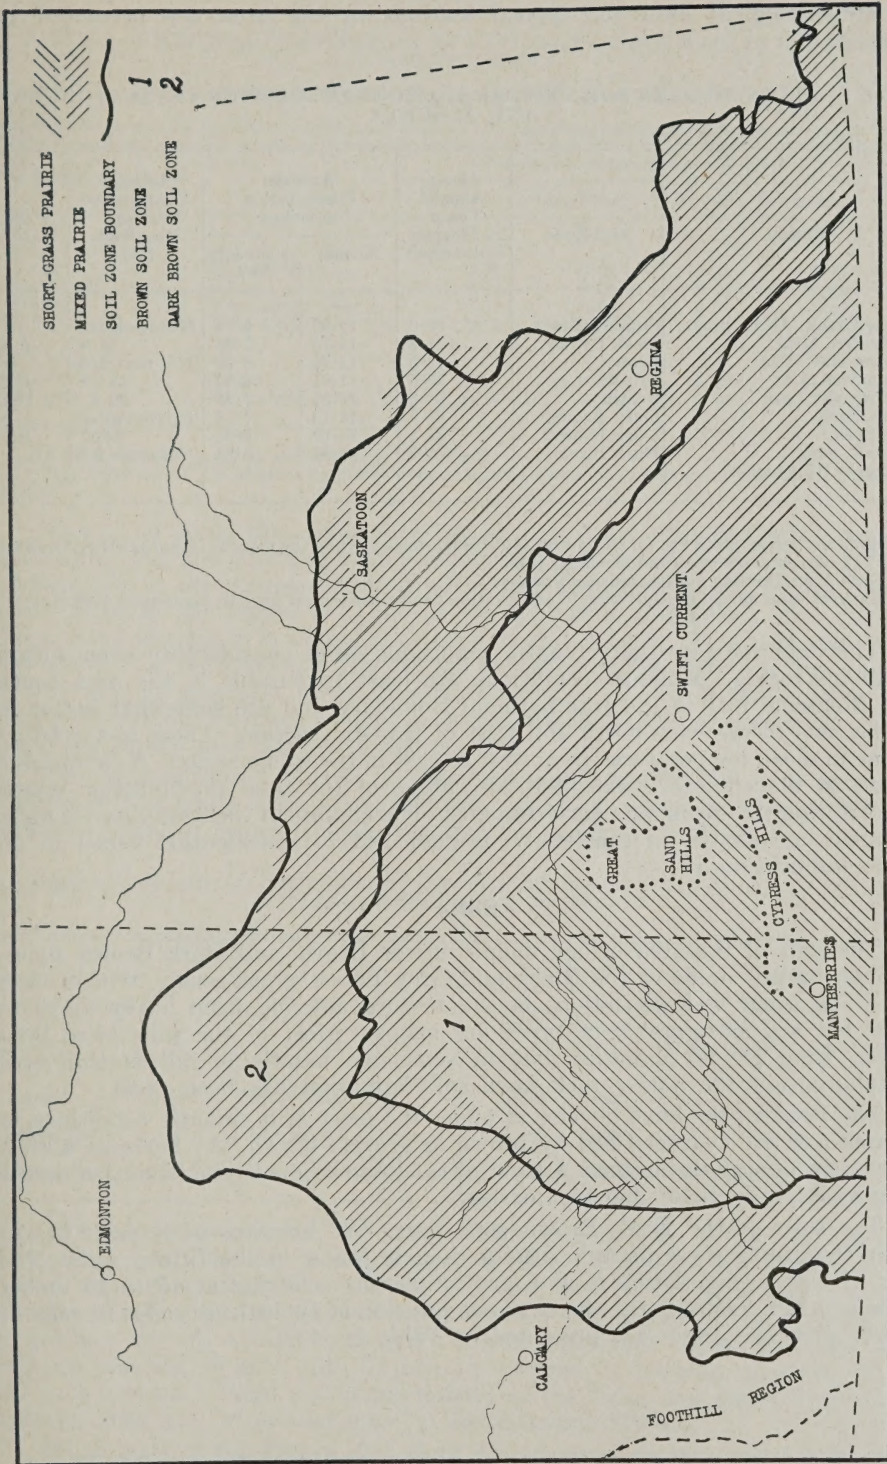 SHORT-GRASS PRAIRIE
MIXED PRAIRIE
SOIL ZONE BOUNDARY
BROWN SOIL ZONE 1
DARK BROWN SOIL ZONE 2
EDMONTON
2
SASKATOON
1
CALGARY
GREAT
SAND
HILLS
REGINA
SWIFT CURRENT
CYPRESS HILLS
MANYBERRIES
FOOTHILL REGION